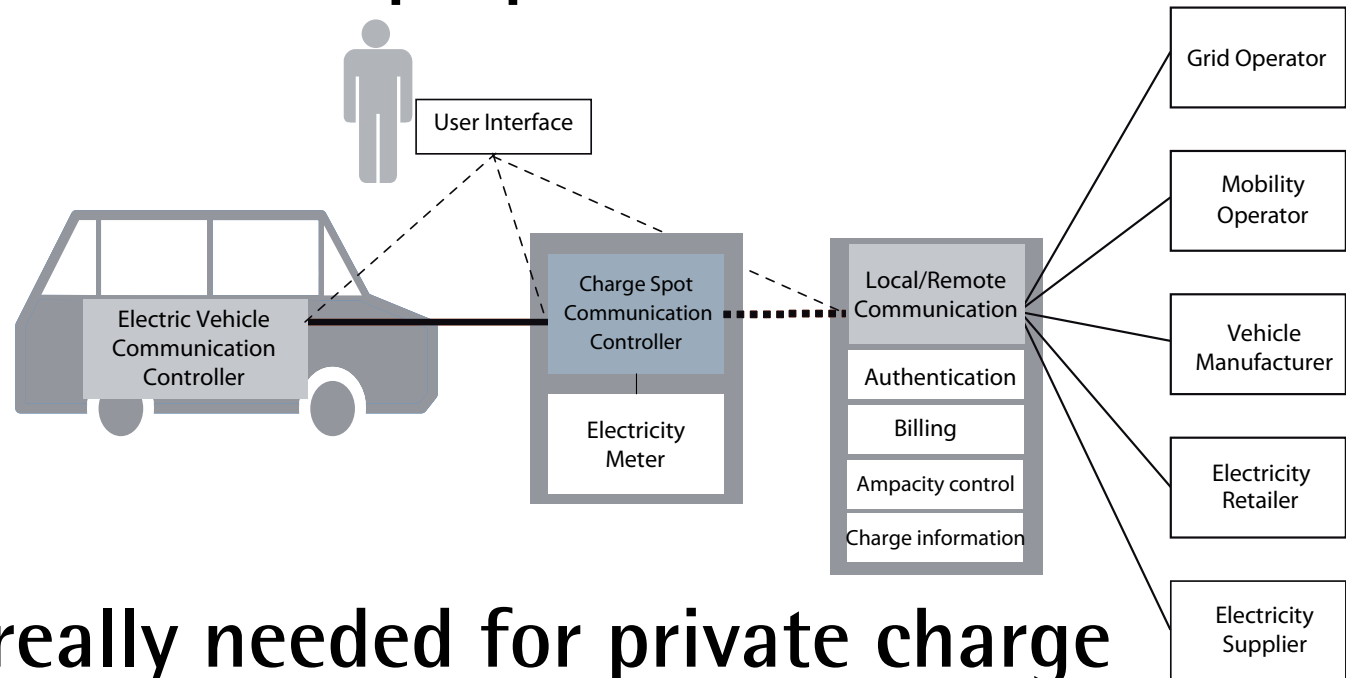 User Interface
Electric Vehicle
Communication
Controller
Charge Spot
Communication
Controller
Electricity
Meter
Local/Remote
Communication
Authentication
Billing
Ampacity control
Charge information
Grid Operator
Mobility
Operator
Vehicle
Manufacturer
Electricity
Retailer
Electricity
Supplier
really needed for private charge